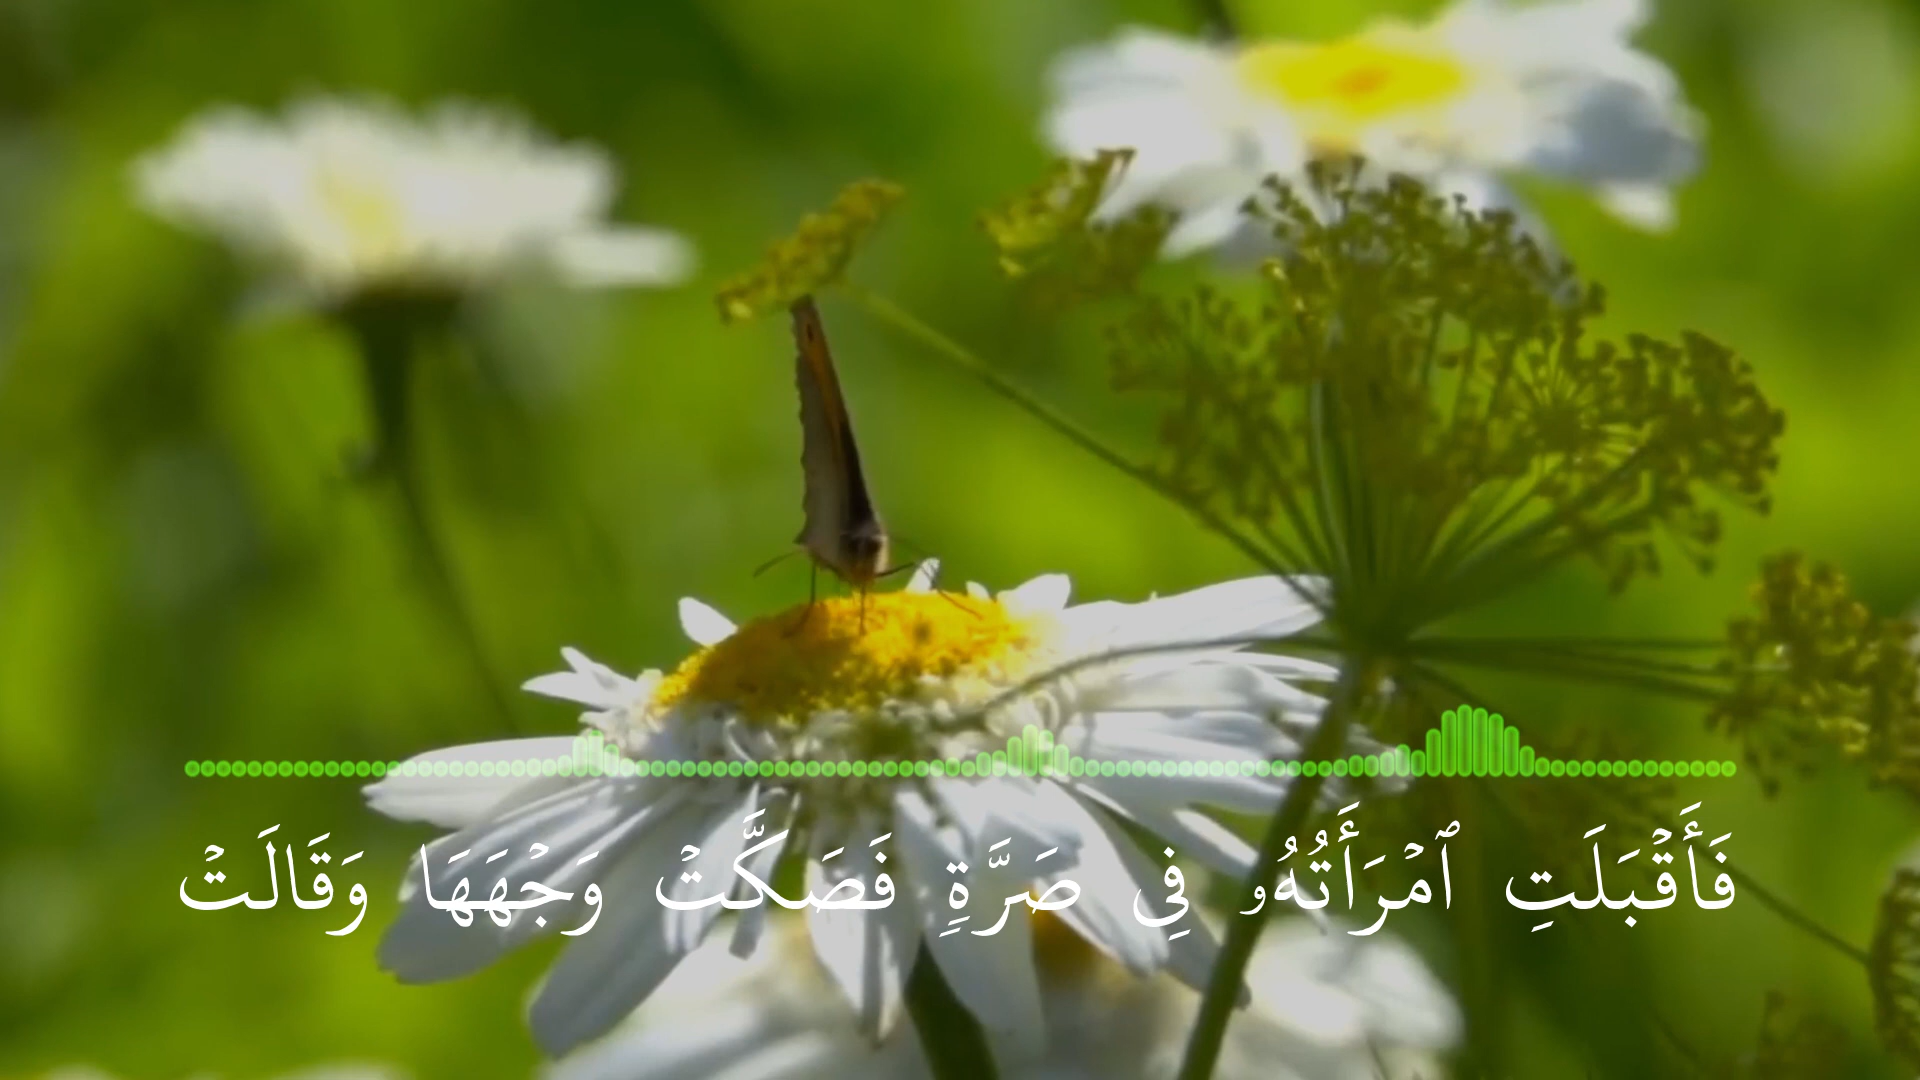 فَأَقْبَلَتِ ٱمْرَأَتُهُۥ فِى صَرَّةٍۢ فَصَكَّتْ وَجْهَهَا وَقَالَتْ